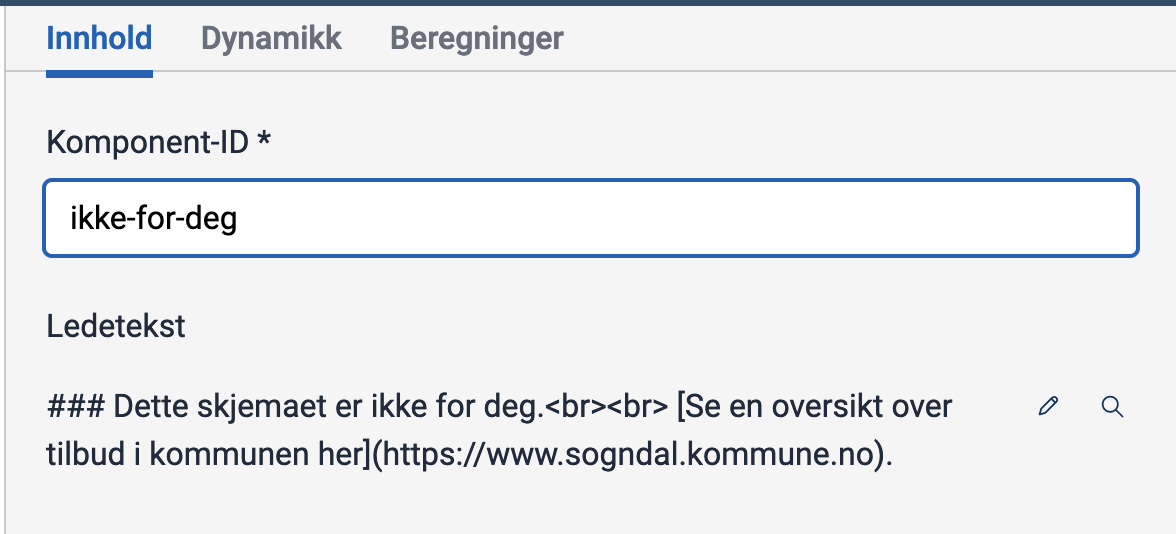 Innhold Dynamikk Beregninger
Komponent-ID *
ikke-for-deg
Ledetekst
### Dette skjemaet er ikke for deg.<br><br> [Se en oversikt over
tilbud i kommunen her](https://www.sogndal.kommune.no).